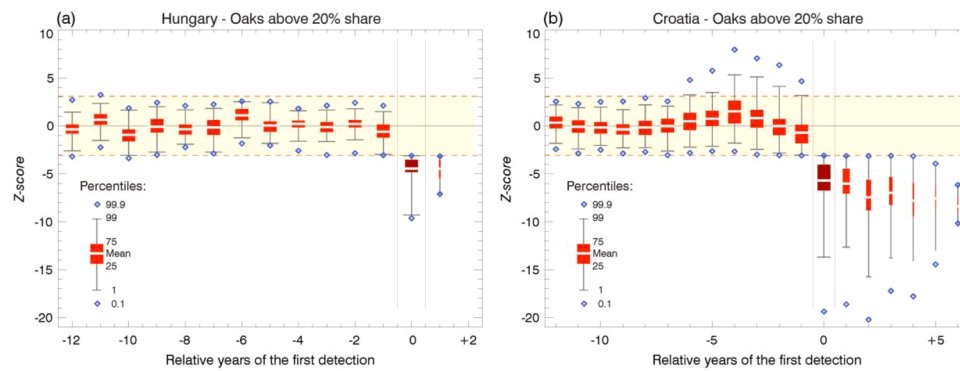 (a) Hungary - Oaks above 20% share
10
5
0
-5
-10
-15
-20
Z-score
Percentiles:
99.9
99
75
Mean
25
1
0.1
-12 -10 -8 -6 -4 -2 0 +2
Relative years of the first detection
(b) Croatia - Oaks above 20% share
10
5
0
-5
-10
-15
-20
Z-score
Percentiles:
99.9
99
75
Mean
25
1
0.1
-10 -5 0 +5
Relative years of the first detection